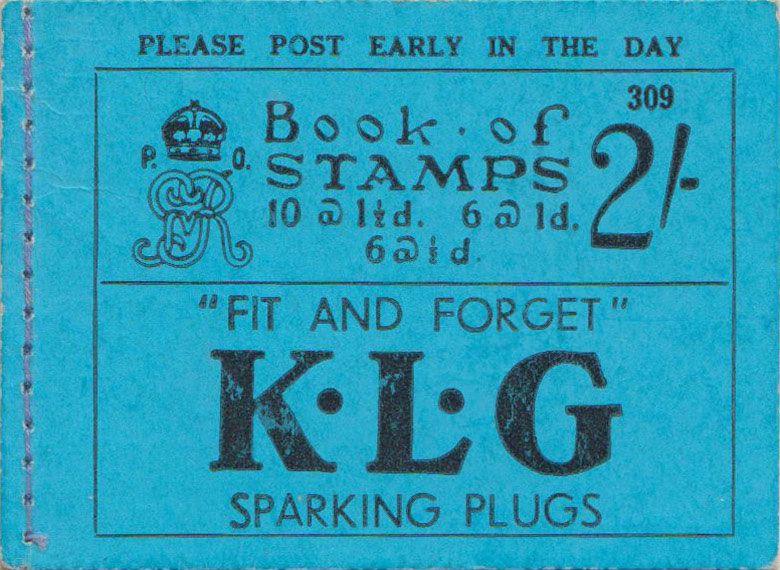 PLEASE POST EARLY IN THE DAY
309
Book · of
STAMPS
2/-
P. O.
10 @ 1½d. 6 @ 1d.
6 @ ½d.
"FIT AND FORGET"
K·L·G
SPARKING PLUGS